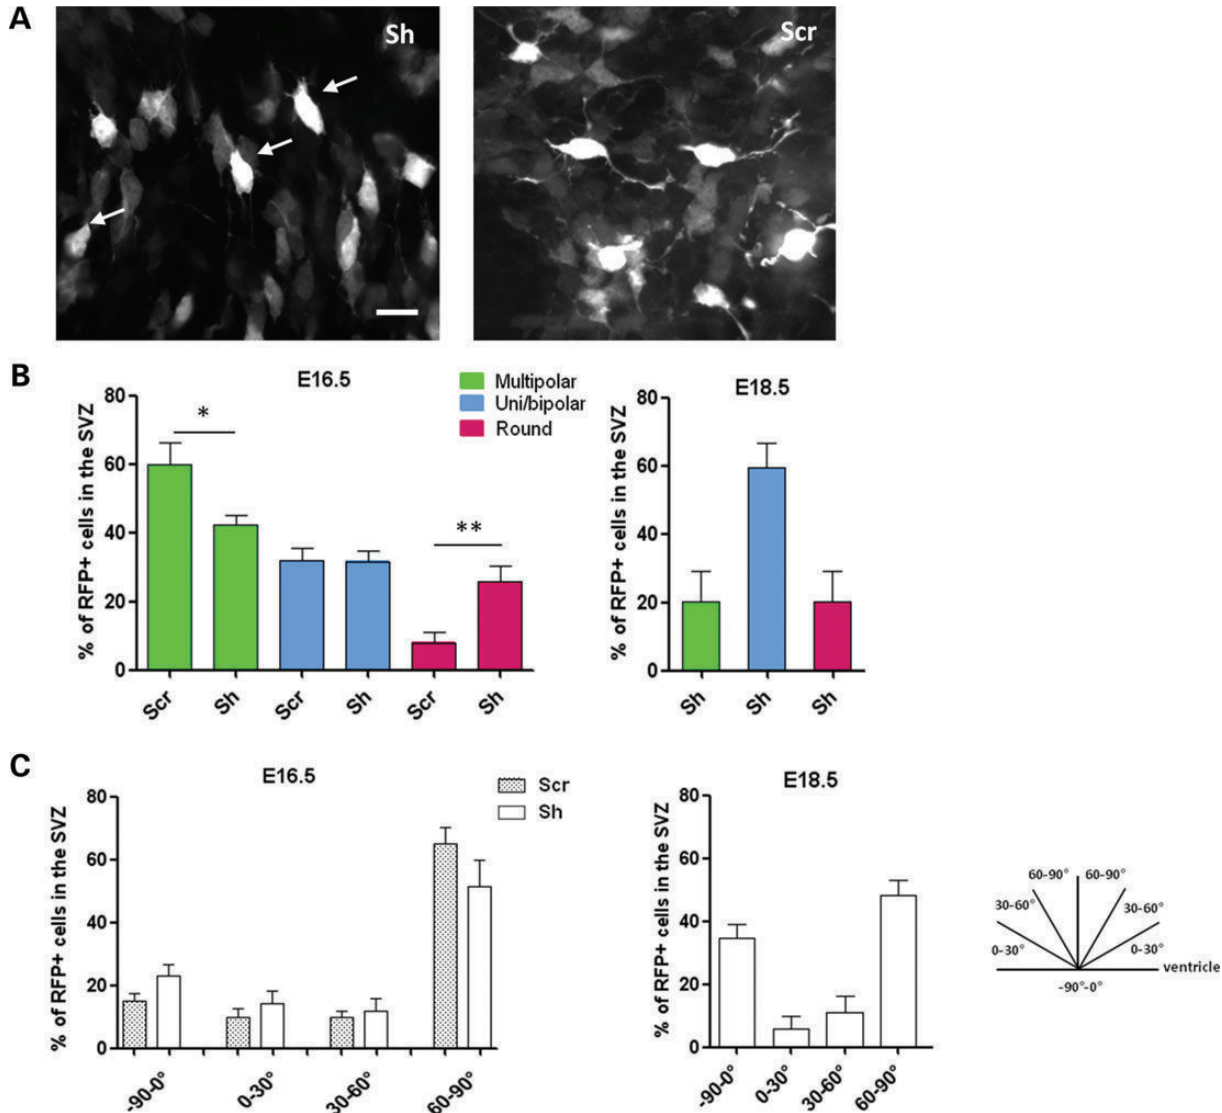 A
Sh
Scr
B
E16.5
Multipolar
Uni/bipolar
Round
% of RFP+ cells in the SVZ
80
60
40
20
0
*
**
Scr
Sh
Scr
Sh
Scr
Sh
E18.5
% of RFP+ cells in the SVZ
80
60
40
20
0
Sh
Sh
Sh
C
E16.5
Scr
Sh
% of RFP+ cells in the SVZ
80
60
40
20
0
-90-0°
0-30°
30-60°
60-90°
E18.5
% of RFP+ cells in the SVZ
80
60
40
20
0
-90-0°
0-30°
30-60°
60-90°
60-90° 60-90°
30-60° 30-60°
0-30° 0-30°
ventricle
-90°-0°